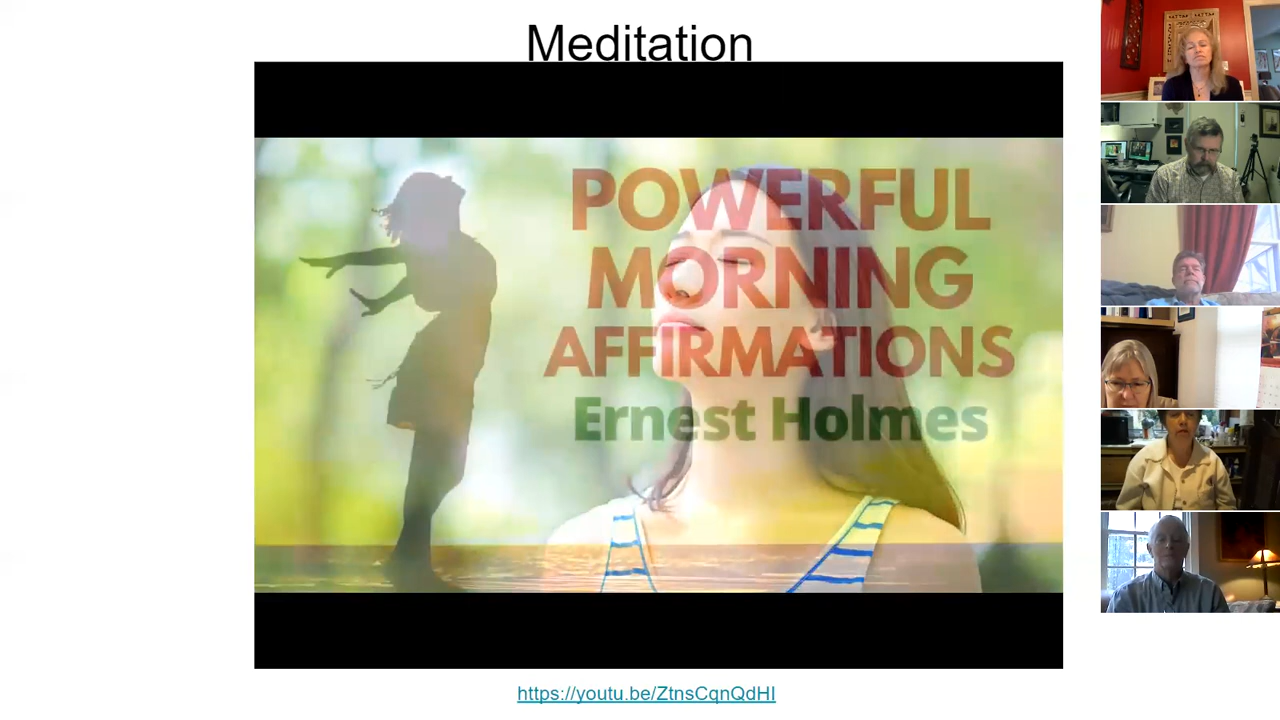 Meditation
POWERFUL
MORNING
AFFIRMATIONS
Ernest Holmes
https://youtu.be/ZtnsCqnQdHI